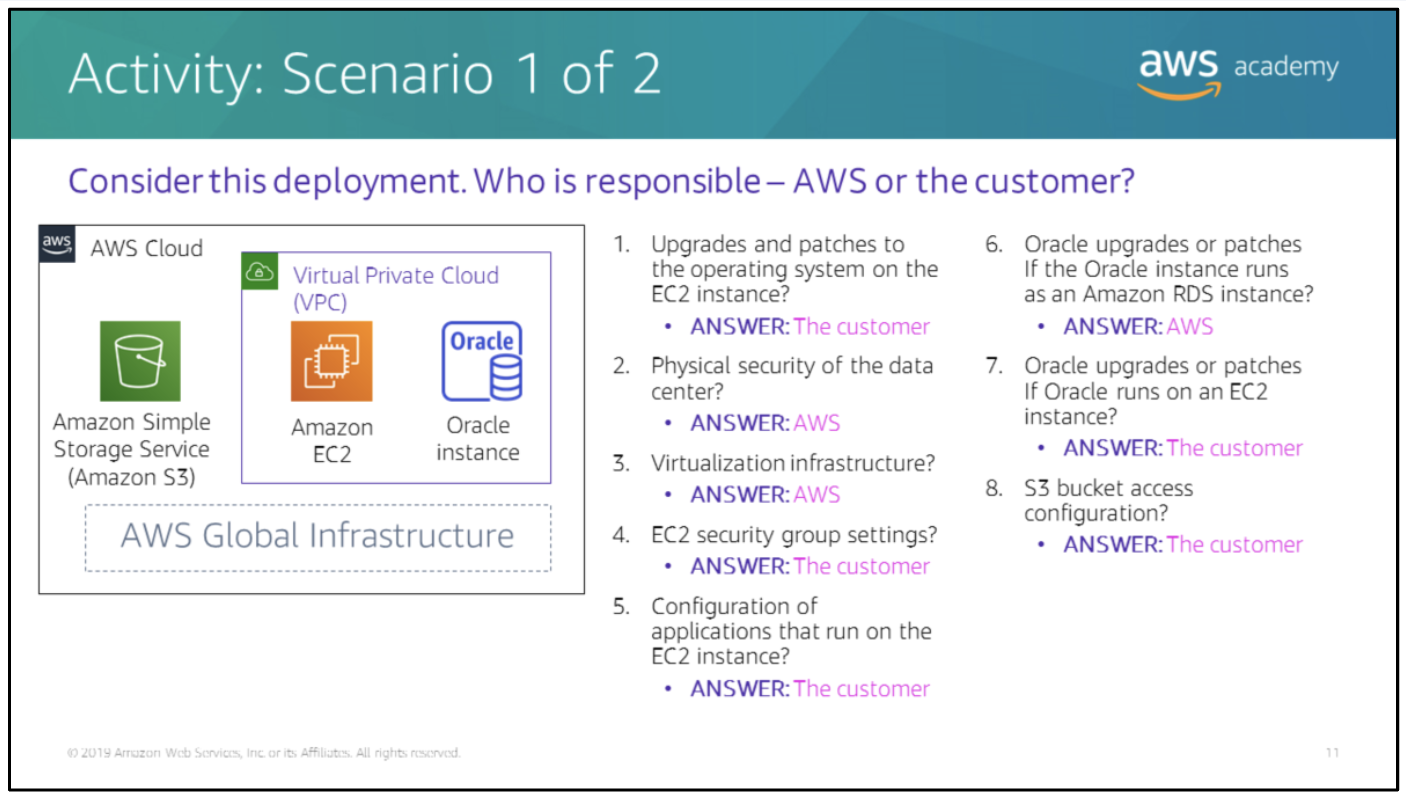 Activity: Scenario 1 of 2
aws academy
Consider this deployment. Who is responsible – AWS or the customer?
aws
AWS Cloud
Virtual Private Cloud
(VPC)
Oracle
Amazon Simple
Storage Service
(Amazon S3)
Amazon
EC2
Oracle
instance
AWS Global Infrastructure
1. Upgrades and patches to
the operating system on the
EC2 instance?
• ANSWER: The customer
2. Physical security of the data
center?
• ANSWER: AWS
3. Virtualization infrastructure?
• ANSWER: AWS
4. EC2 security group settings?
• ANSWER: The customer
5. Configuration of
applications that run on the
EC2 instance?
• ANSWER: The customer
6. Oracle upgrades or patches
If the Oracle instance runs
as an Amazon RDS instance?
• ANSWER: AWS
7. Oracle upgrades or patches
If Oracle runs on an EC2
instance?
• ANSWER: The customer
8. S3 bucket access
configuration?
• ANSWER: The customer
© 2019 Amazon Web Services, Inc. or its Affiliates. All rights reserved.
11